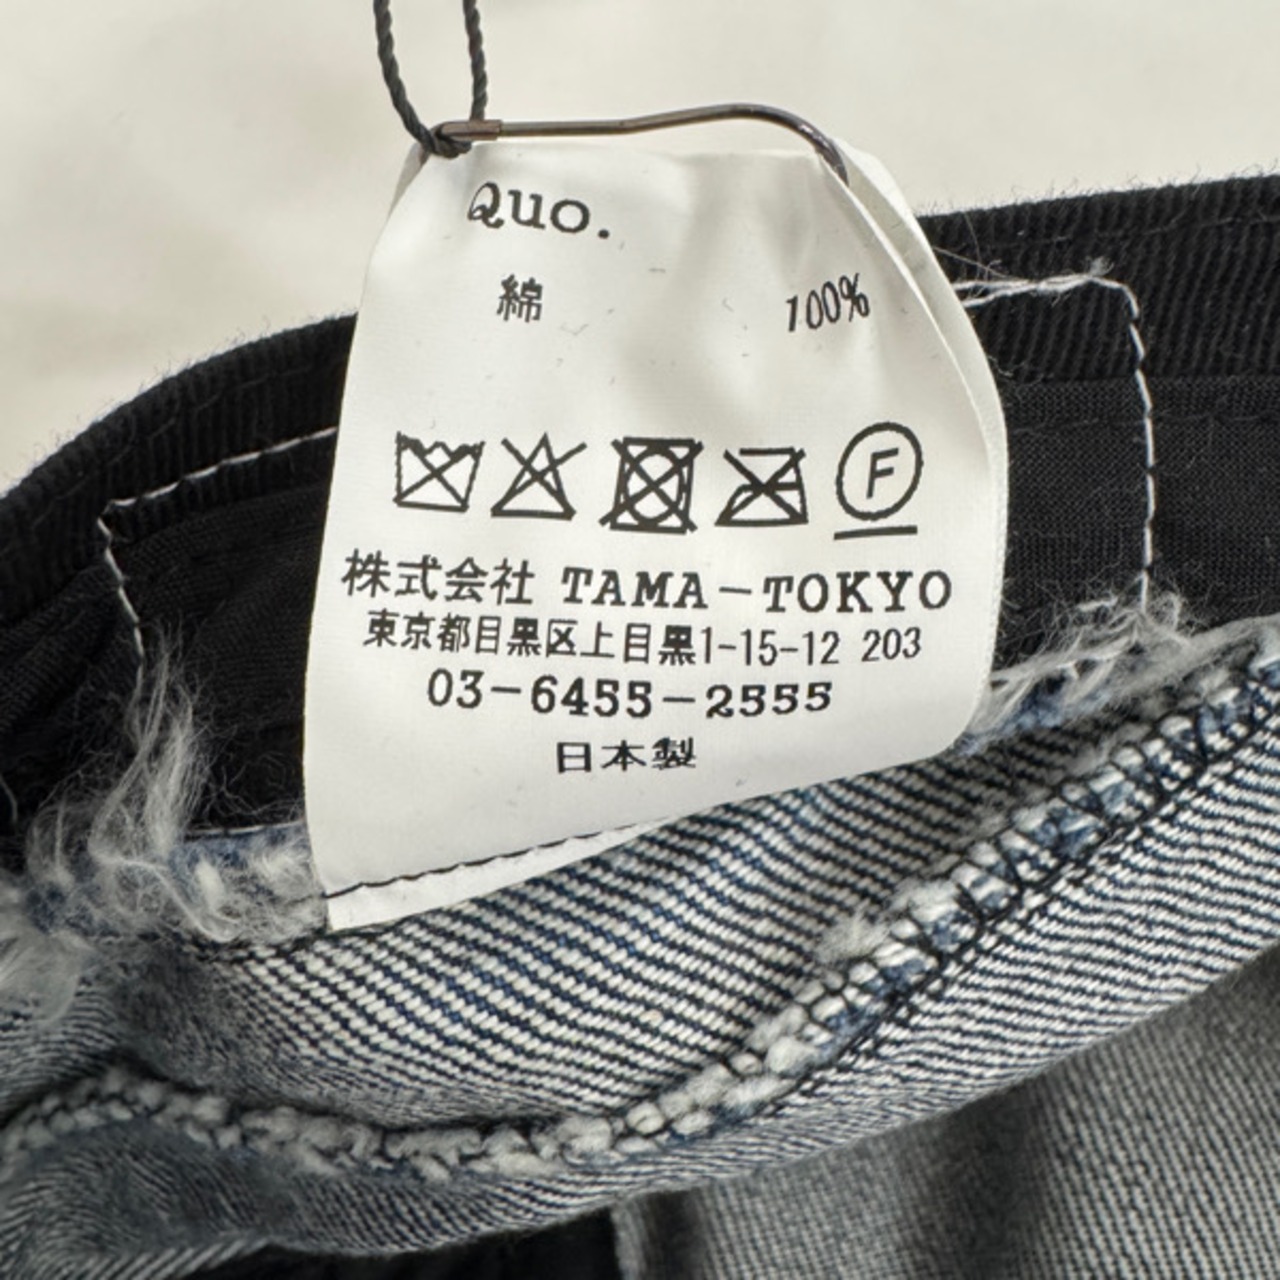 Quo.
綿 100%
F
株式会社 TAMA-TOKYO
東京都目黒区上目黒1-15-12 203
03-6455-2555
日本製